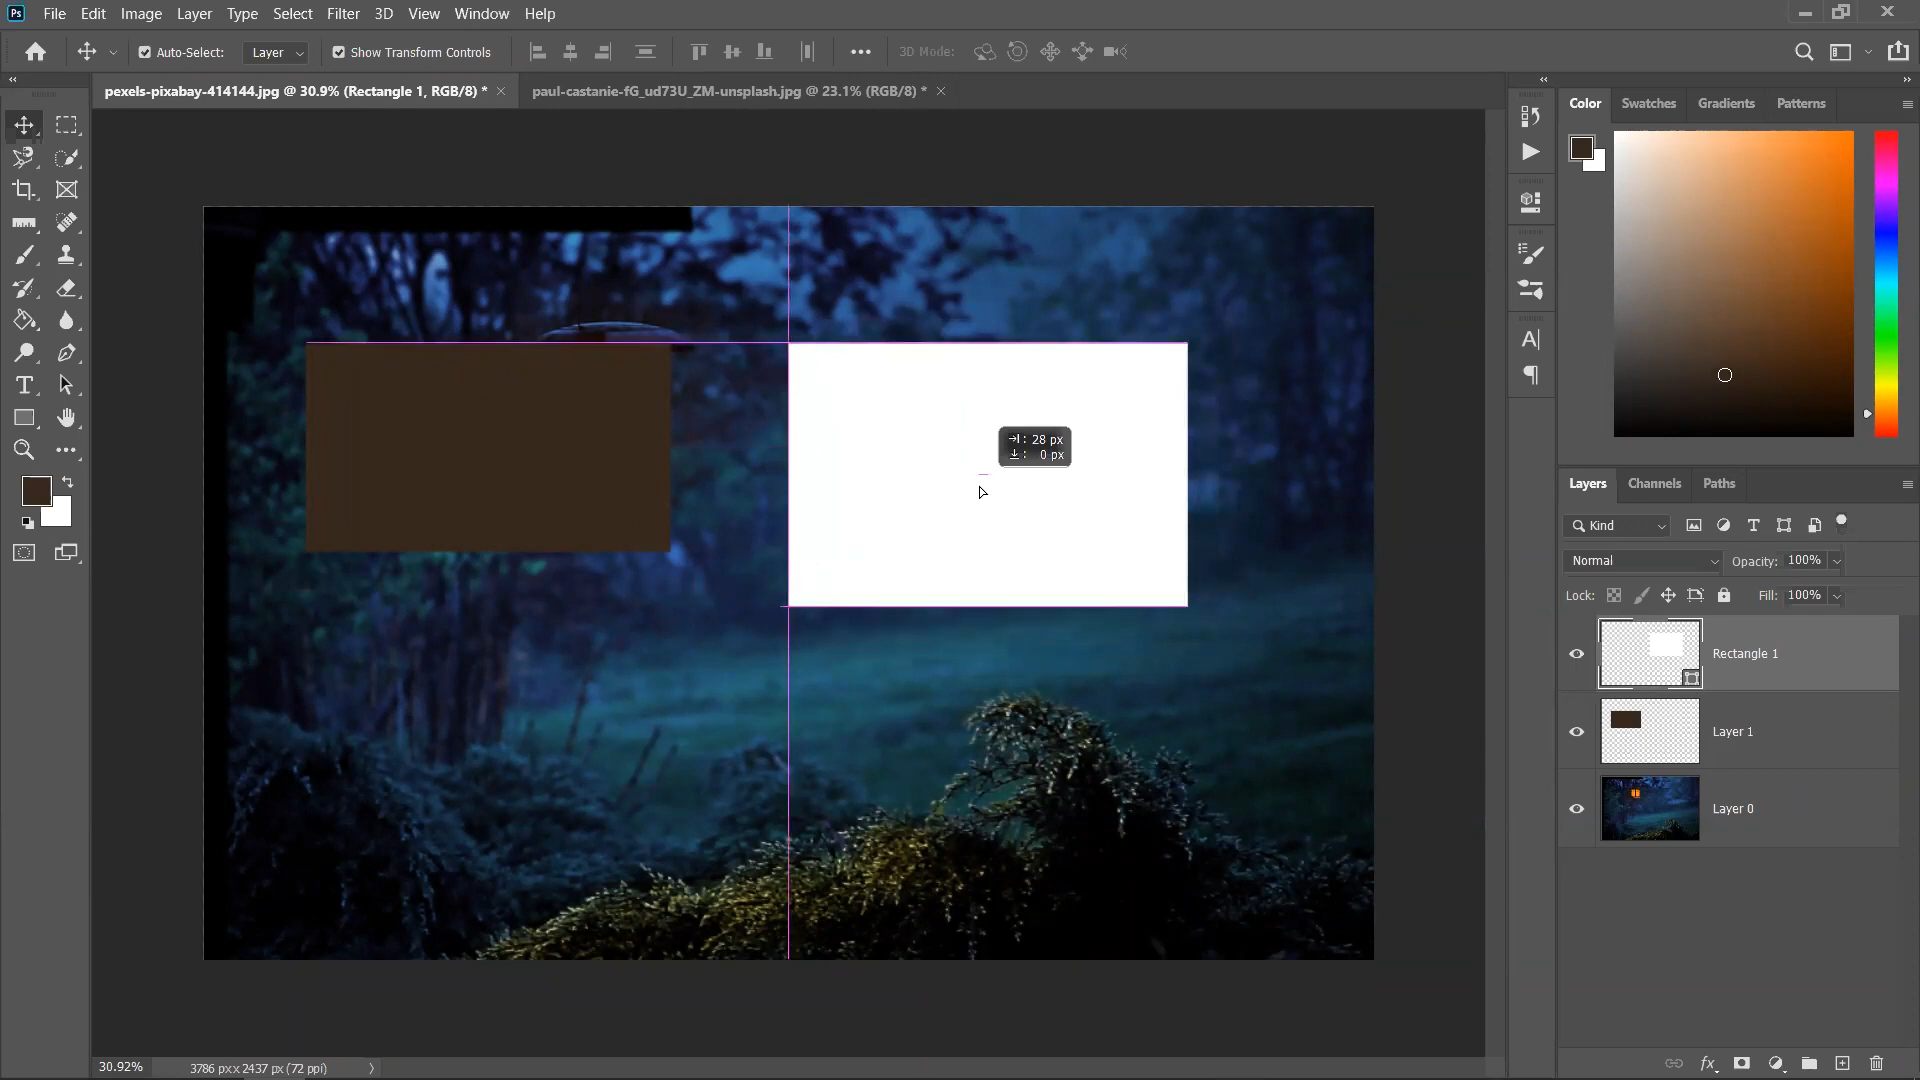 Ps File Edit Image Layer Type Select Filter 3D View Window Help
Auto-Select: Layer Show Transform Controls 3D Mode:
pexels-pixabay-414144.jpg @ 30.9% (Rectangle 1, RGB/8) *
paul-castanie-fG_ud73U_ZM-unsplash.jpg @ 23.1% (RGB/8) *
Color Swatches Gradients Patterns
: 28 px
: 0 px
Layers Channels Paths
Kind
Normal Opacity: 100%
Lock: Fill: 100%
Rectangle 1
Layer 1
Layer 0
fx
30.92% 3786 px x 2437 px (72 ppi)